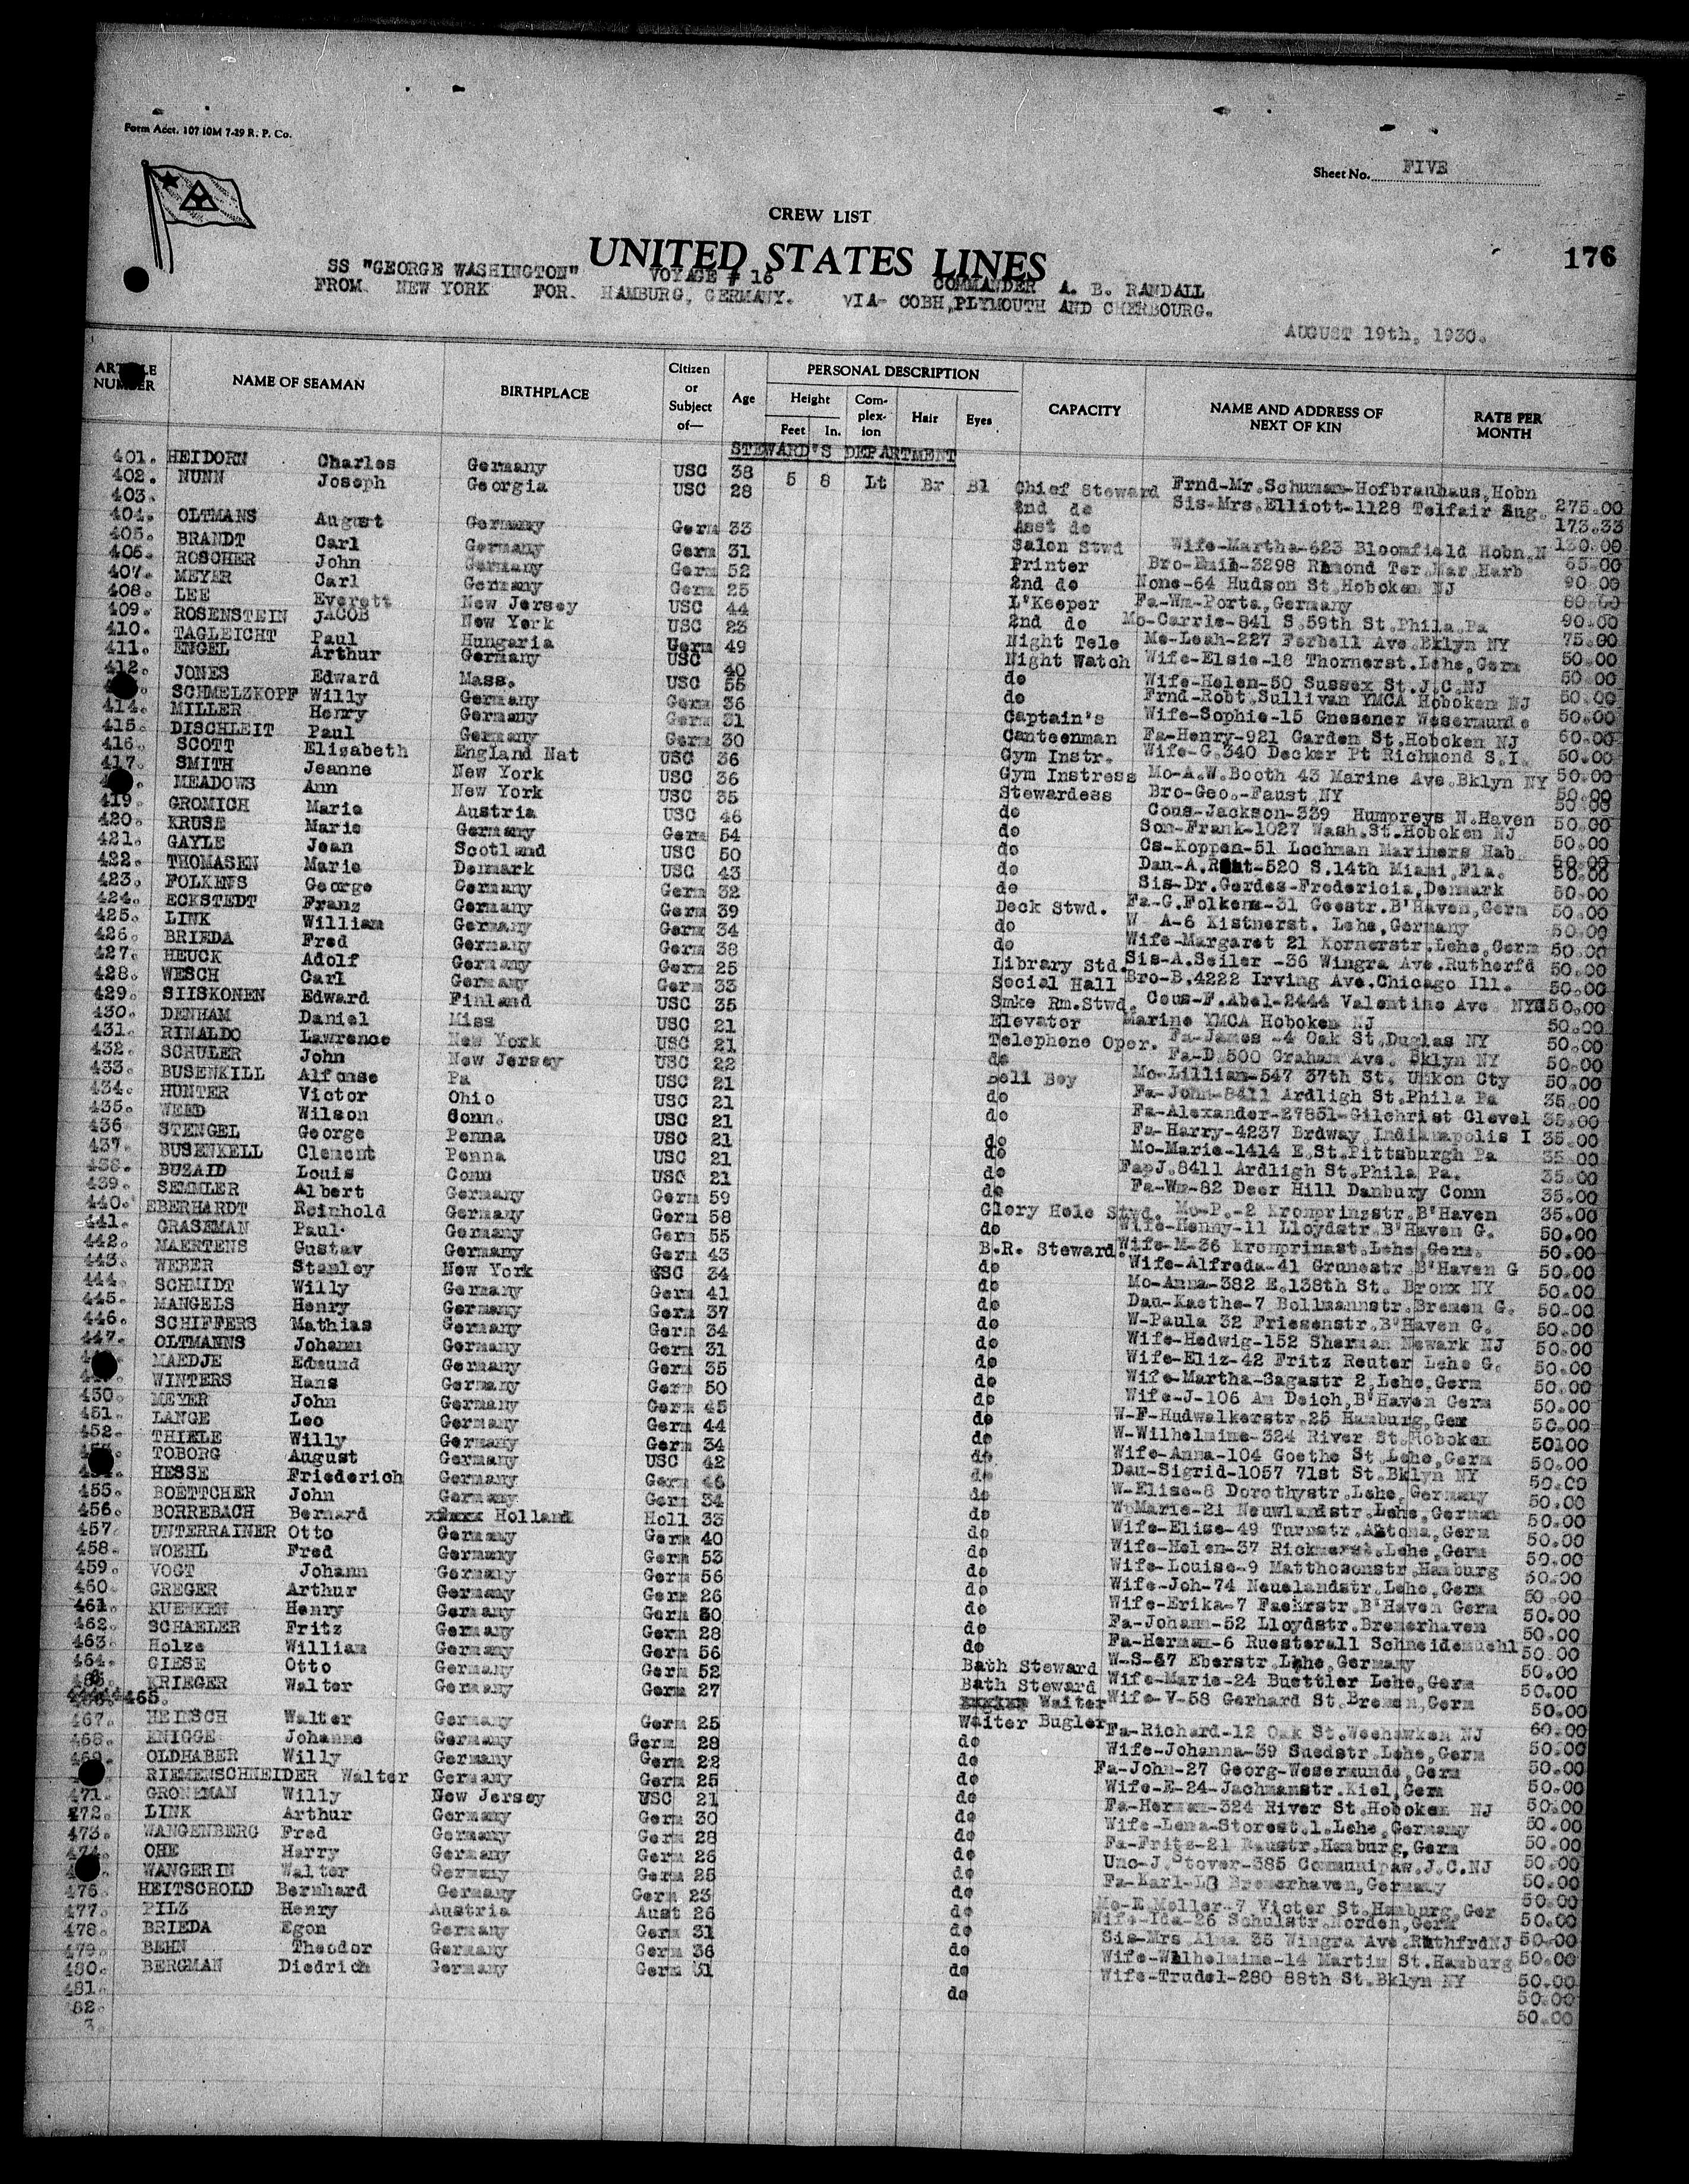 Form Acct. 107 10M 7-29 R. P. Co.
Sheet No. FIVE
CREW LIST
UNITED STATES LINES
176
SS "GEORGE WASHINGTON" VOYAGE # 16 COMMANDER A. B. RANDALL
FROM. NEW YORK FOR. HAMBURG, GERMANY. VIA- COBH,PLYMOUTH AND CHERBOURG.
AUGUST 19th, 1930.
ARTICLE NUMBER NAME OF SEAMAN BIRTHPLACE Citizen or Subject of— Age PERSONAL DESCRIPTION Height Feet In. Complexion Hair Eyes CAPACITY NAME AND ADDRESS OF NEXT OF KIN RATE PER MONTH
STEWARD'S DEPARTMENT
401. HEIDORN Charles Germany USC 38 5 8 Lt Br Bl Chief Steward Frnd-Mr.Schuman-Hofbrauhaus,Hobn 275.00
402. NUNN Joseph Georgia USC 28 2nd do Sis-Mrs.Elliott-1128 Telfair Aug. 173.33
403. Asst do 130.00
404. OLTMANS August Germany Germ 33 Salon Stwd Wife-Martha-623 Bloomfield Hobn.N 65.00
405. BRANDT Carl Germany Germ 31 Printer Bro-Emil-3298 Rimond Ter.Mar Harb 90.00
406. ROSCHER John Germany Germ 52 2nd do None-64 Hudson St.Hoboken NJ 80.00
407. MEYER Carl Germany Germ 25 L'Keeper Fa-Wm-Ports,Germany 90.00
408. LEE Everett New Jersey USC 44 2nd do Mo-Carrie-841 S.59th St.Phila.Pa 75.00
409. ROSENSTEIN JACOB New York USC 23 Night Tele Mo-Leah-227 Forbell Ave.Bklyn NY 50.00
410. TAGLEICHT Paul Hungaria Germ 49 Night Watch Wife-Elsie-18 Thornerst.Lehe,Germ 50.00
411. ENGEL Arthur Germany USC 40 do Wife-Helen-50 Sussex St.J.C.NJ 50.00
412. JONES Edward Mass. USC 55 do Frnd-Robt.Sullivan YMCA Hoboken NJ 50.00
SCHMELZKOPF Willy Germany Germ 36 Captain's Wife-Sophie-15 Gnesener Wesermunde 60.00
414. MILLER Henry Germany Germ 31 Canteenman Fa-Henry-921 Garden St.Hoboken NJ 50.00
415. DISCHLEIT Paul Germany Germ 30 Gym Instr. Wife-G.340 Decker Pt Richmond S.I. 50.00
416. SCOTT Elisabeth England Nat USC 36 Gym Instress Mo-A.W.Booth 43 Marine Ave.Bklyn NY 50.00
417. SMITH Jeanne New York USC 36 Stewardess Bro-Geo.-Faust NY 50.00
MEADOWS Ann New York USC 35 do Cous-Jackson-339 Humpreys N.Haven 50.00
419. GROMICH Marie Austria USC 46 do Son-Frank-1027 Wash.St.Hoboken NJ 50.00
420. KRUSE Marie Germany Germ 54 do Cs-Koppen-51 Lochman Mariners Hab. 50.00
421. GAYLE Jean Scotland USC 50 do Dau-A. -520 S.14th Miami,Fla. 50.00
422. THOMASEN Marie Denmark USC 43 do Sis-Dr.Gerdes-Fredericia,Denmark 50.00
423. FOLKENS George Germany Germ 32 Deck Stwd. Fa-G.Folkens-31 Geestr.B'Haven,Germ 50.00
424. ECKSTEDT Franz Germany Germ 39 do W A-6 Kistnerst. Lehe,Germany 50.00
425. LINK William Germany Germ 34 do Wife-Margaret 21 Kornerstr.Lehe,Germ 50.00
426. BRIEDA Fred Germany Germ 38 Library Std. Sis-A.Seiler -36 Wingra Ave.Rutherfd 50.00
427. HEUCK Adolf Germany Germ 25 Social Hall Bro-B.4222 Irving Ave.Chicago Ill. 50.00
428. WESCH Carl Germany Germ 33 Smke Rm.Stwd. Cous-F.Abel-2444 Valentine Ave NYC 50.00
429. SIISKONEN Edward Finland USC 35 Elevator Marine YMCA Hoboken NJ 50.00
430. DENHAM Daniel Miss USC 21 Telephone Oper. Fa-James -4 Oak St.Duglas NY 50.00
431. RINALDO Lawrence New York USC 21 do Fa-D.500 Graham Ave. Bklyn NY 50.00
432. SCHULER John New Jersey USC 22 Bell Boy Mo-Lillian-547 37th St. Union Cty 50.00
433. BUSENKILL Alfonse Pa USC 21 do Fa-John-8411 Ardligh St.Phila Pa 35.00
434. HUNTER Victor Ohio USC 21 do Fa-Alexander-27851-Gilchrist Clevel 35.00
435. WEED Wilson Conn. USC 21 do Fa-Harry-4237 Brdway,Indianapolis I 35.00
436 STENGEL George Penna USC 21 do Mo-Marie-1414 E.St.Pittsburgh Pa 35.00
437. BUSENKELL Clement Penna USC 21 do Fa-J.8411 Ardligh St.Phila Pa. 35.00
438. BUZAID Louis Conn USC 21 do Fa-Wm-82 Deer Hill Danbury Conn 35.00
439. SEMMLER Albert Germany Germ 59 Glory Hole Stwd. Mo-P.-2 Kronprinzstr.B'Haven 35.00
440. EBERHARDT Reinhold Germany Germ 58 do Wife-Henny-11 Lloydstr.B'Haven G. 50.00
441. GRASEMAN Paul Germany Germ 55 B.R. Steward. Wife-M-36 Kronprinast.Lehe,Germ. 50.00
442. MAERTENS Gustav Germany Germ 43 do Wife-Alfreda-41 Grunestr.B'Haven G 50.00
443. WEBER Stanley New York USC 34 do Mo-Anna-382 E.138th St. Bronx NY 50.00
444. SCHMIDT Willy Germany Germ 41 do Dau-Kaethe-7 Bollmannstr.Bremen G. 50.00
445. MANGELS Henry Germany Germ 37 do W-Paula 32 Friesenstr.B'Haven G. 50.00
446. SCHIFFERS Mathias Germany Germ 34 do Wife-Hedwig-152 Sherman Newark NJ 50.00
447. OLTMANNS Johann Germany Germ 31 do Wife-Eliz-42 Fritz Reuter Lehe G. 50.00
MAEDJE Edmund Germany Germ 35 do Wife-Martha-Sagastr 2,Lehe,Germ 50.00
WINTERS Hans Germany Germ 50 do Wife-J-106 Am Deich,B'Haven Germ 50.00
450. MEYER John Germany Germ 45 do W-F-Hudwalkerstr.25 Hamburg,Ger 50.00
451. LANGE Leo Germany Germ 44 do W-Wilhelmine-324 River St.Hoboken 50100
452. THIELE Willy Germany Germ 34 do Wife-Anna-104 Goethe St.Lehe,Germ 50.00
TOBORG August Germany USC 42 do Dau-Sigrid-1057 71st St.Bklyn NY 50.00
HESSE Friederich Germany Germ 46 do W-Elise-8 Dorothystr.Lehe,Germany 50.00
455. BOETTCHER John Germany Germ 34 do W-Marie-21 Neuwlandstr.Lehe,German 50.00
456. BORREBACH Bernard Holland Holl 33 do Wife-Elise-49 Turnstr.Altona,Germ 50.00
457. UNTERRAINER Otto Germany Germ 40 do Wife-Helen-37 Rickmerst.Lehe,Germ 50.00
458. WOEHL Fred Germany Germ 53 do Wife-Louise-9 Matthosonstr.Hamburg 50.00
459. VOGT Johann Germany Germ 56 do Wife-Joh-74 Neuelandstr.Lehe,Germ 50.00
460. GREGER Arthur Germany Germ 26 do Wife-Erika-7 Faehrstr.B'Haven Germ 50.00
461. KUEHKEN Henry Germany Germ 30 do Fa-Johann-52 Lloydstr.Bremerhaven 50.00
462. SCHAELER Fritz Germany Germ 28 do Fa-Herman-6 Ruesterall Schneidemuehl 50.00
463. Holze William Germany Germ 56 Bath Steward W-S-57 Eberstr.Lehe,Germany 50.00
464. GIESE Otto Germany Germ 52 Bath Steward Wife-Marie-24 Buettler Lehe,Germ 50.00
KRIEGER Walter Germany Germ 27 Waiter Wife-V-58 Gerhard St.Bremen,Germ 50.00
465.
467. HEINSCH Walter Germany Germ 25 Waiter Bugler Fa-Richard-12 Oak St.Weehawken NJ 60.00
468. KNIGGE Johanne Germany Germ 28 do Wife-Johanna-39 Suedstr.Lehe,Germ 50.00
469. OLDHABER Willy Germany Germ 22 do Fa-John-27 Georg-Wesermunde,Germ 50.00
RIEMENSCHNEIDER Walter Germany Germ 25 do Wife-E-24-Jachmanstr.Kiel,Germ 50.00
471. GRONEMAN Willy New Jersey USC 21 do Fa-Herman-324 River St.Hoboken NJ 50.00
472. LINK Arthur Germany Germ 30 do Wife-Lena-Storest.1.Lehe,Germany 50.00
473. WANGENBERG Fred Germany Germ 28 do Fa-Fritz-21 Raustr.Hamburg,Germ 50.00
474. OHE Harry Germany Germ 26 do Unc-J.Stover-385 Communipaw.J.C.NJ 50.00
WANGERIN Walter Germany Germ 25 do Fa-Karl- Bremerhaven,Germany 50.00
476. HEITSCHOLD Bernhard Germany Germ 23 do Mo-E.Moller-7 Victor St.Hamburg,Ger 50.00
477. PILZ Henry Austria Aust 26 do Wife-Ida-26 Schulstr.Norden,Germ 50.00
478. BRIEDA Egon Germany Germ 31 do Sis-Mrs Alma 35 Wingra Ave.RuthfrdNJ 50.00
479. BEHN Theodor Germany Germ 36 do Wife-Wilhelmine-14 Martin St.Hamburg 50.00
480. BERGMAN Diedrich Germany Germ 31 do Wife-Trudel-280 88th St.Bklyn NY 50.00
481. do 50.00
82. 50.00
3.